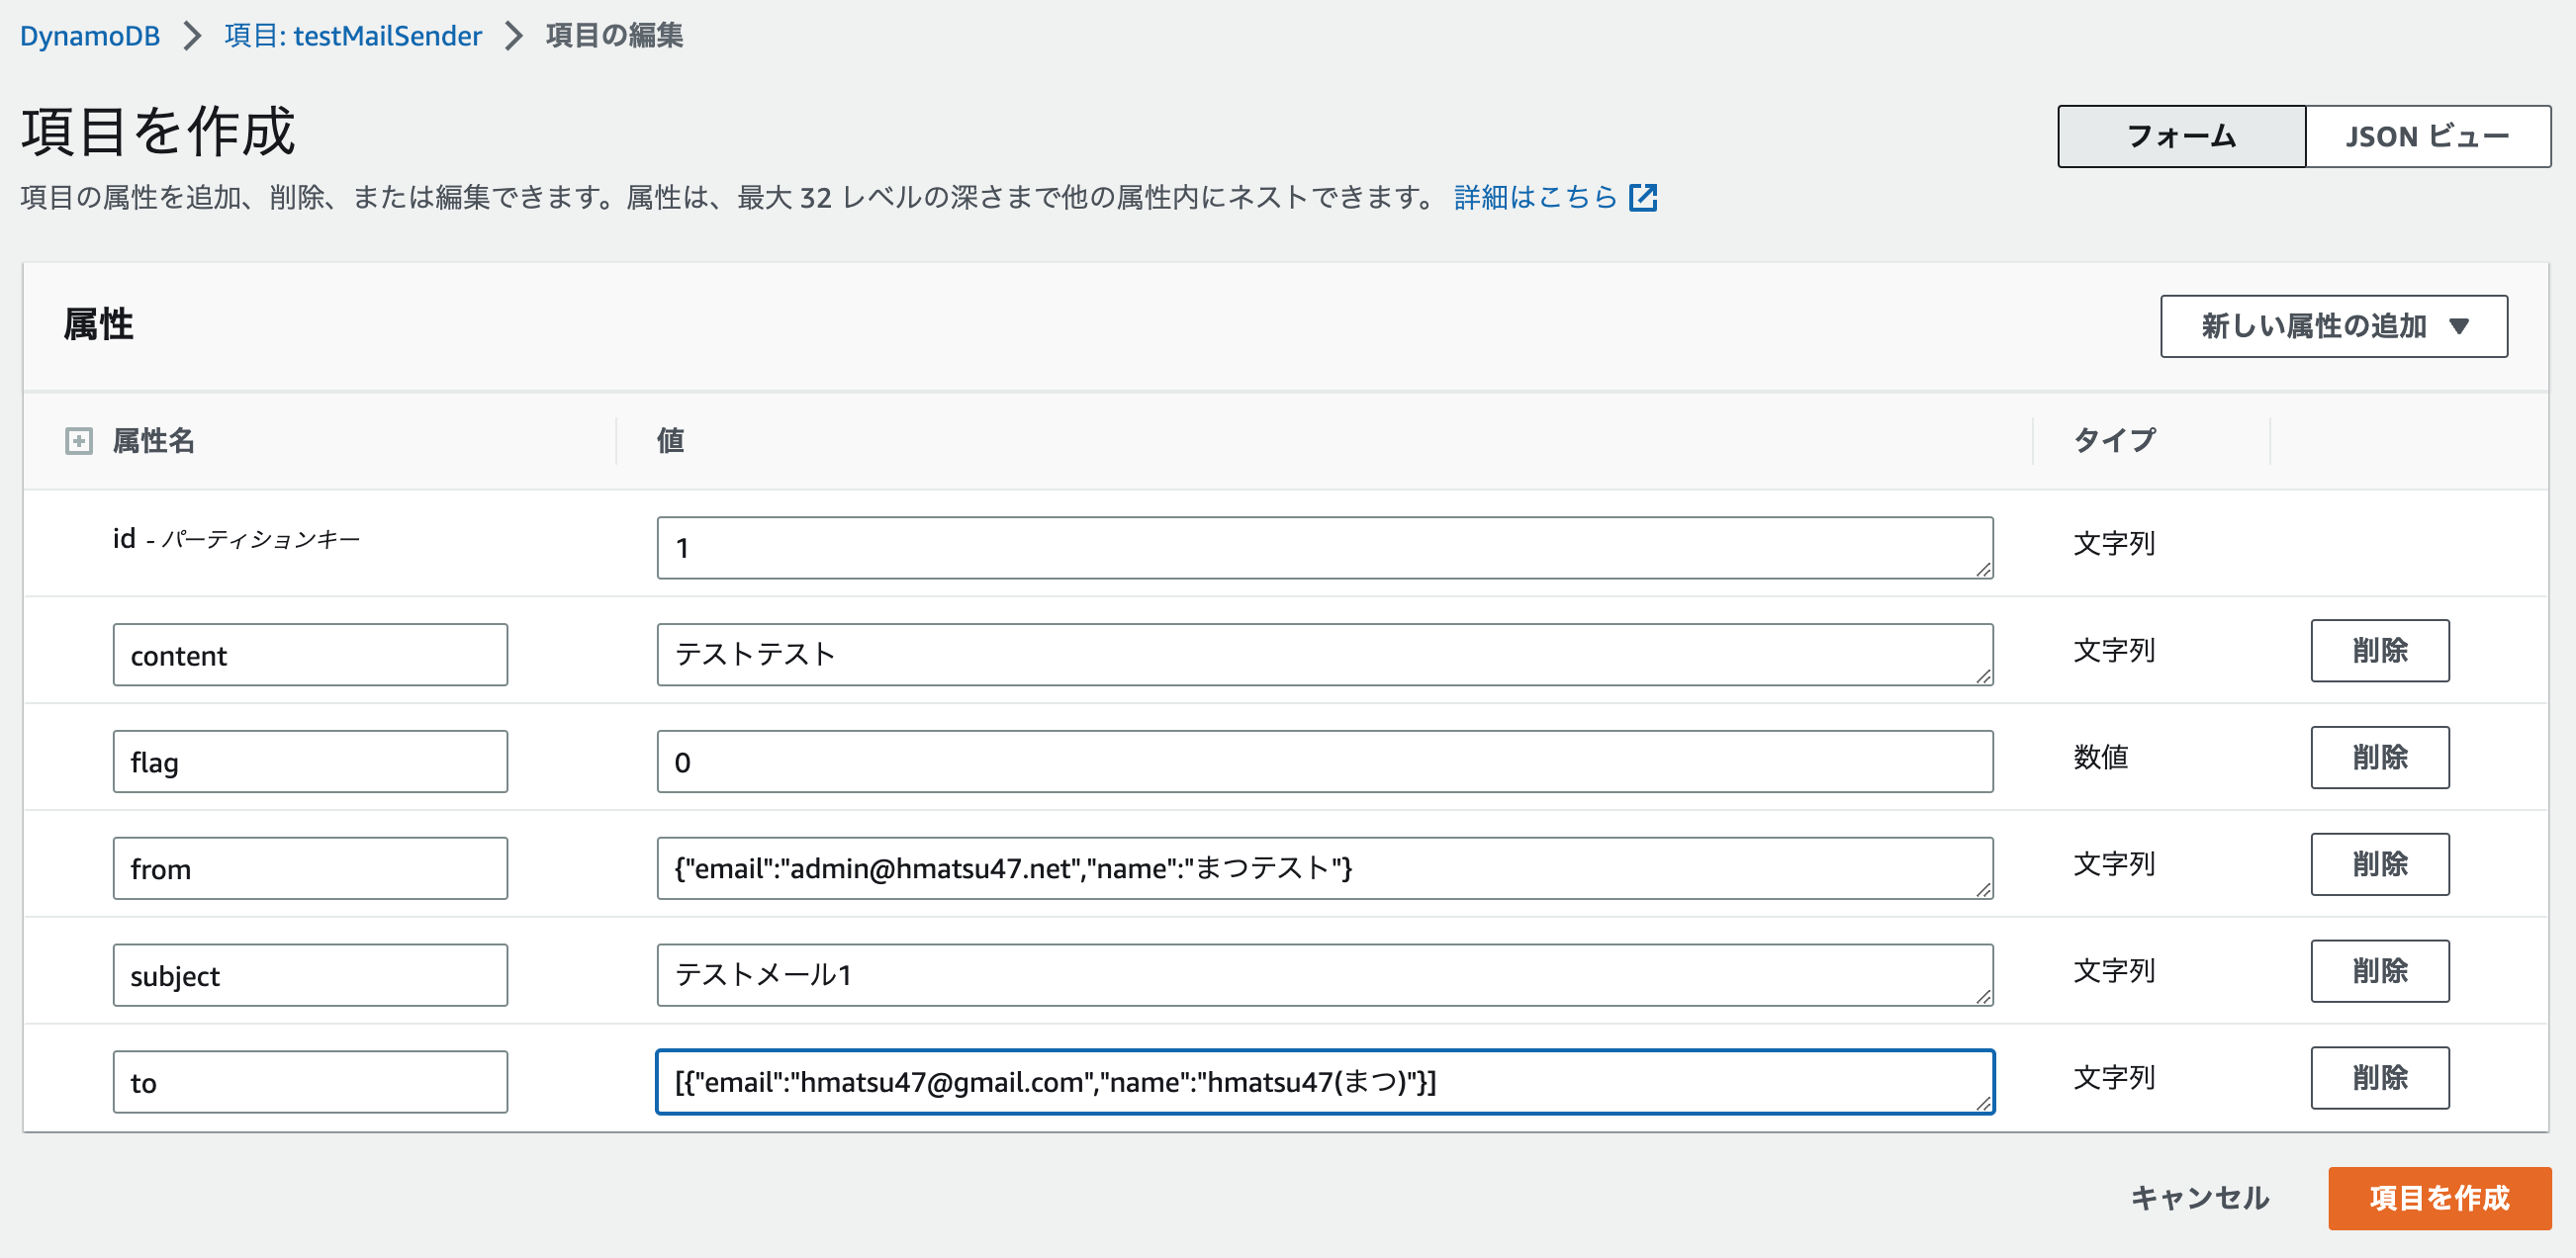 DynamoDB > 項目: testMailSender > 項目の編集
項目を作成
フォーム JSON ビュー
項目の属性を追加、削除、または編集できます。属性は、最大 32 レベルの深さまで他の属性内にネストできます。 詳細はこちら
属性
新しい属性の追加 ▼
属性名 値 タイプ
id - パーティションキー 1 文字列
content テストテスト 文字列 削除
flag 0 数値 削除
from {"email":"admin@hmatsu47.net","name":"まつテスト"} 文字列 削除
subject テストメール1 文字列 削除
to [{"email":"hmatsu47@gmail.com","name":"hmatsu47(まつ)"}] 文字列 削除
キャンセル 項目を作成